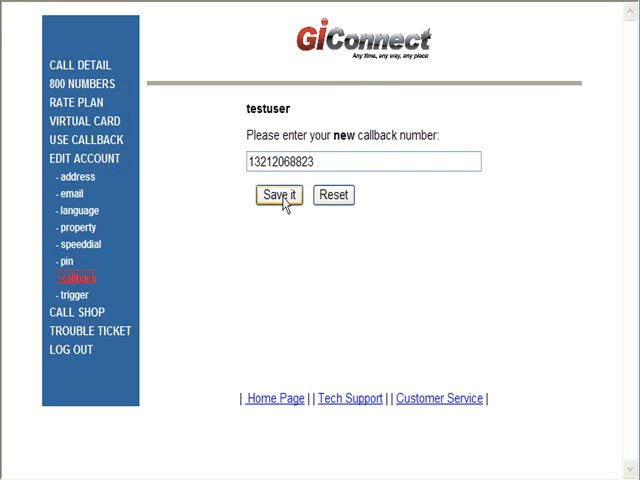 GiConnect
Any time, any way, any place
CALL DETAIL
800 NUMBERS
RATE PLAN
VIRTUAL CARD
USE CALLBACK
EDIT ACCOUNT
- address
- email
- language
- property
- speeddial
- pin
- callback
- trigger
CALL SHOP
TROUBLE TICKET
LOG OUT
testuser
Please enter your new callback number:
13212068823
Save it Reset
| Home Page | | Tech Support | | Customer Service |